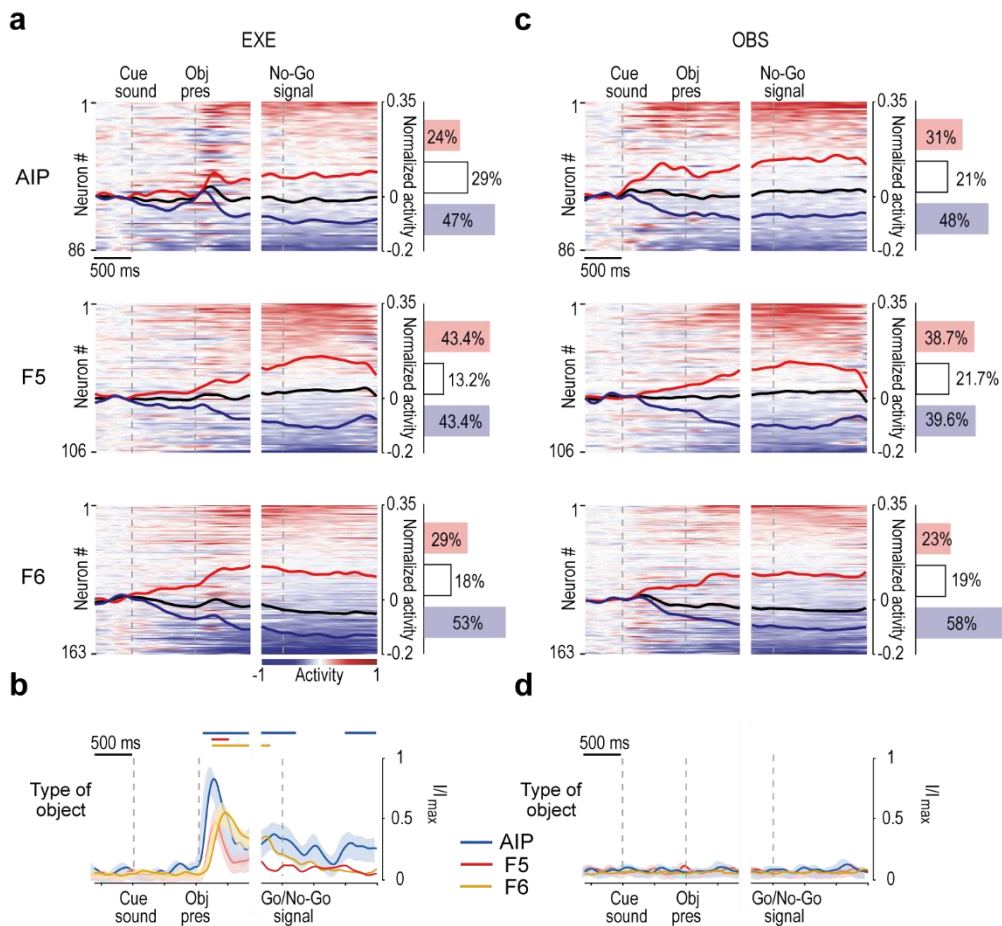 a
c
EXE
OBS
Cue sound
Obj pres
No-Go signal
Cue sound
Obj pres
No-Go signal
AIP
Neuron #
1
86
500 ms
0.35
0
-0.2
Normalized activity
24%
29%
47%
Neuron #
1
86
500 ms
0.35
0
-0.2
Normalized activity
31%
21%
48%
F5
Neuron #
1
106
0.35
0
-0.2
Normalized activity
43.4%
13.2%
43.4%
Neuron #
1
106
0.35
0
-0.2
Normalized activity
38.7%
21.7%
39.6%
F6
Neuron #
1
163
0.35
0
-0.2
Normalized activity
29%
18%
53%
-1 Activity 1
Neuron #
1
163
0.35
0
-0.2
Normalized activity
23%
19%
58%
b
d
500 ms
Type of object
1
0.5
0
I/Imax
Cue sound
Obj pres
Go/No-Go signal
AIP
F5
F6
500 ms
Type of object
1
0.5
0
I/Imax
Cue sound
Obj pres
Go/No-Go signal